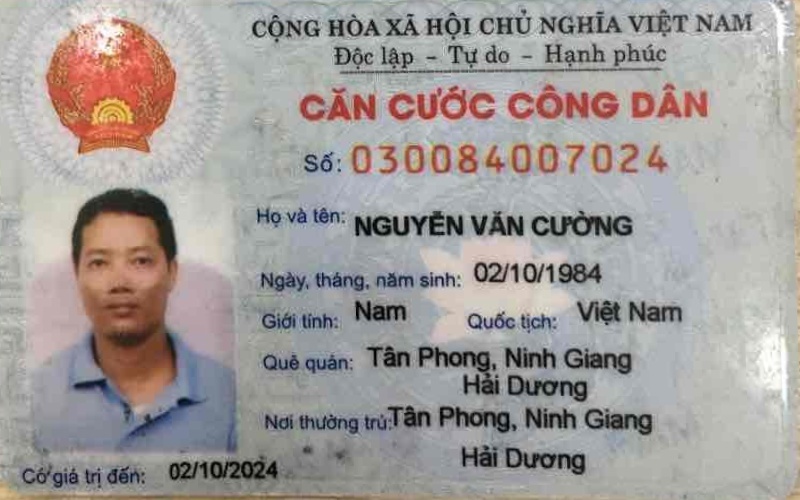 CỘNG HÒA XÃ HỘI CHỦ NGHĨA VIỆT NAM
Độc lập - Tự do - Hạnh phúc
CĂN CƯỚC CÔNG DÂN
Số: 030084007024
Họ và tên: NGUYỄN VĂN CƯỜNG
Ngày, tháng, năm sinh: 02/10/1984
Giới tính: Nam Quốc tịch: Việt Nam
Quê quán: Tân Phong, Ninh Giang
Hải Dương
Nơi thường trú: Tân Phong, Ninh Giang
Hải Dương
Có giá trị đến: 02/10/2024